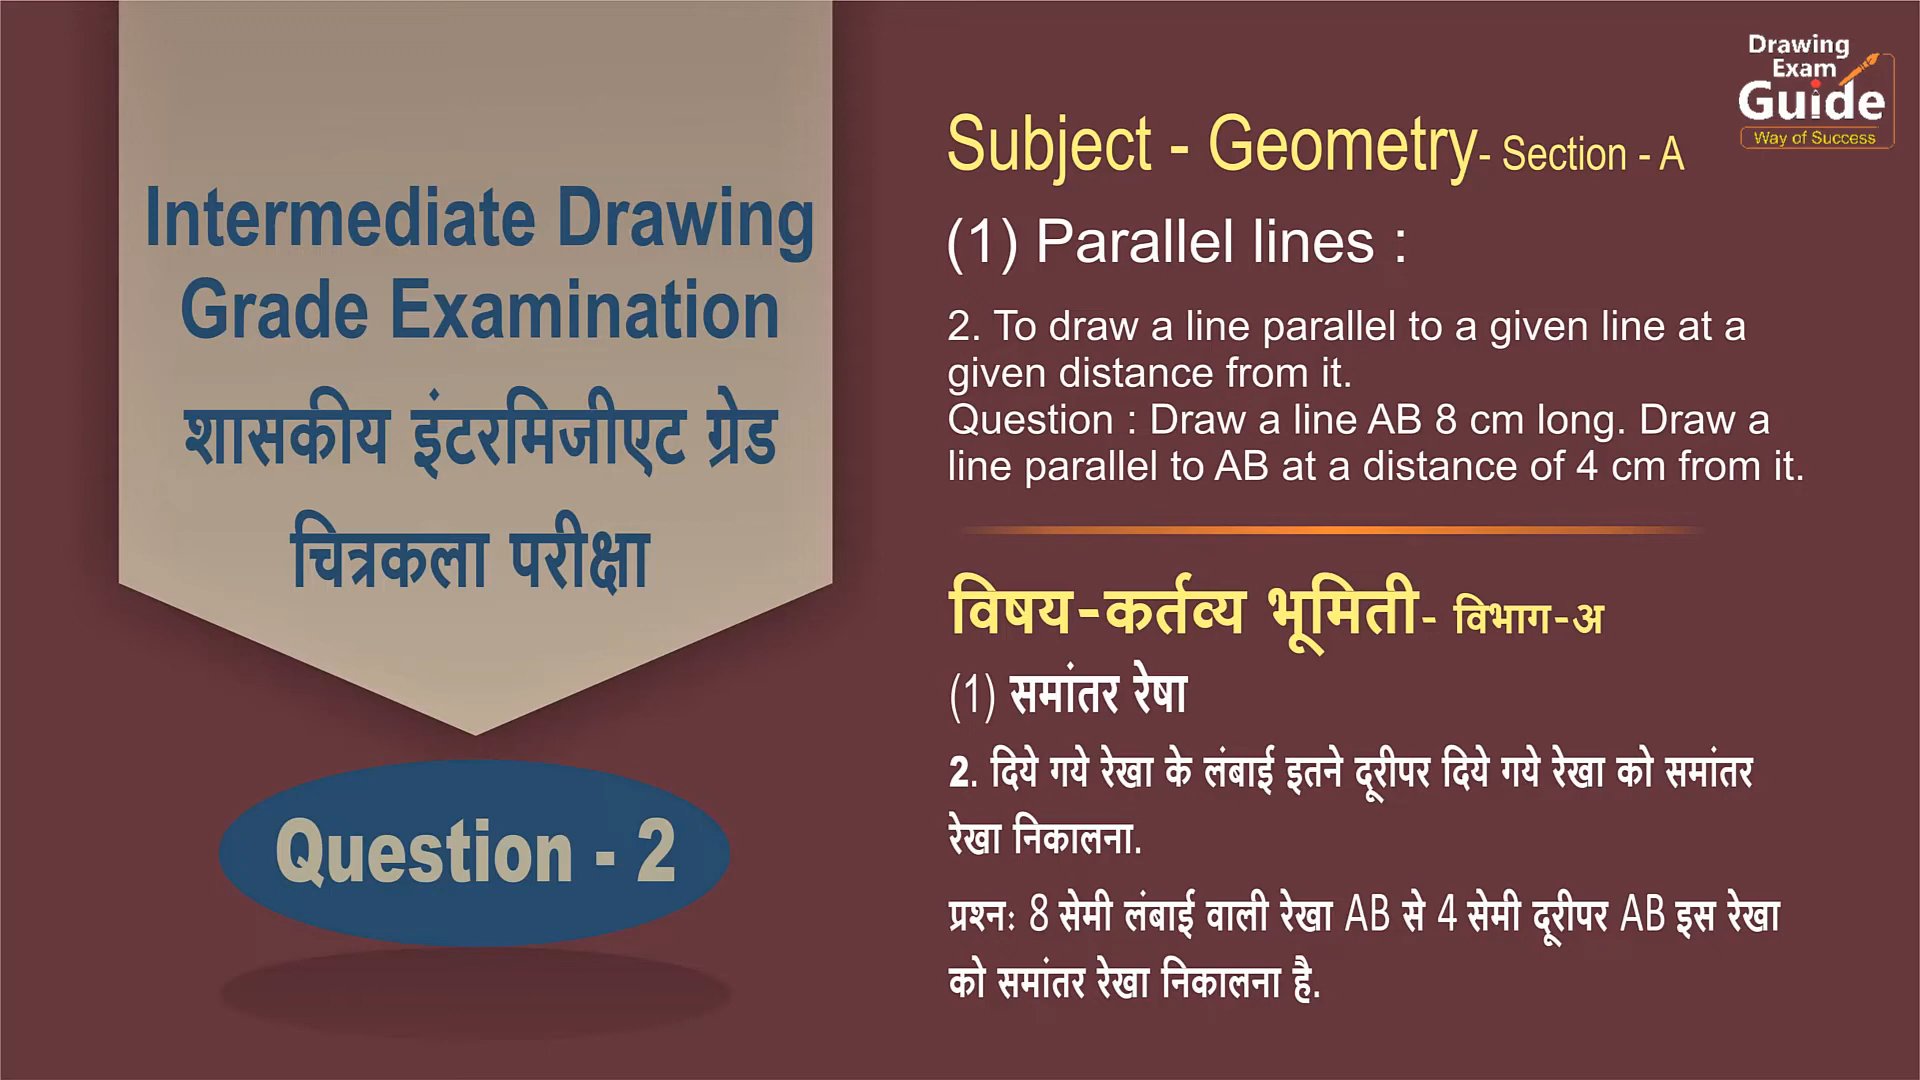 Intermediate Drawing
Grade Examination
शासकीय इंटरमिजीएट ग्रेड
चित्रकला परीक्षा
Question - 2
Drawing
Exam
Guide
Way of Success
Subject - Geometry- Section - A
(1) Parallel lines :
2. To draw a line parallel to a given line at a
given distance from it.
Question : Draw a line AB 8 cm long. Draw a
line parallel to AB at a distance of 4 cm from it.
विषय-कर्तव्य भूमिती- विभाग-अ
(1) समांतर रेषा
2. दिये गये रेखा के लंबाई इतने दूरीपर दिये गये रेखा को समांतर
रेखा निकालना.
प्रश्नः 8 सेमी लंबाई वाली रेखा AB से 4 सेमी दूरीपर AB इस रेखा
को समांतर रेखा निकालना है.